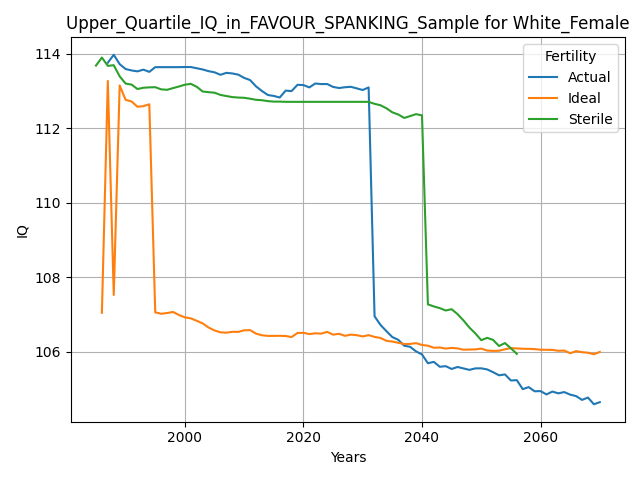 Upper_Quartile_IQ_in_FAVOUR_SPANKING_Sample for White_Female
114
112
110
108
106
IQ
Fertility
Actual
Ideal
Sterile
2000
2020
2040
2060
Years